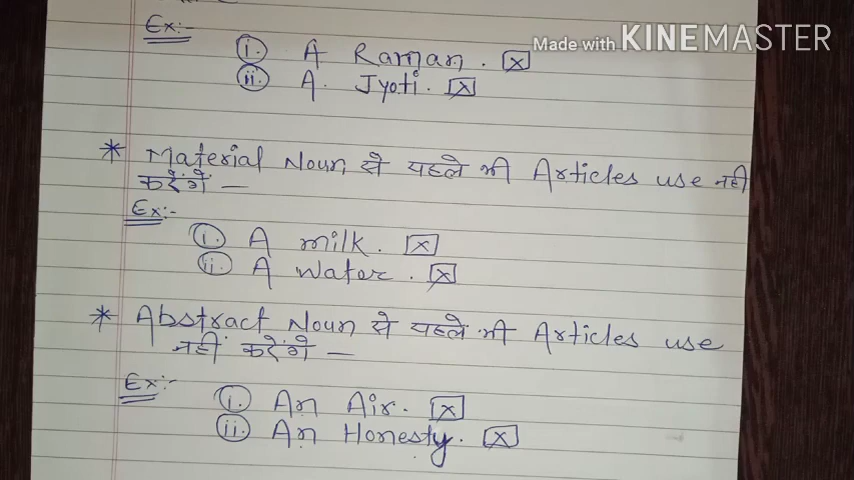 Ex:-
Made with KINEMASTER
(i). A Raman. [x]
(ii). A. Jyoti. [x]
* Material Noun से पहले भी Articles use नही
करेंगे —
Ex:-
(i). A milk. [x]
(ii). A Water. [x]
* Abstract Noun से पहले भी Articles use
नहीं करेंगे —
Ex:-
(i). An Air. [x]
(ii). An Honesty. [x]